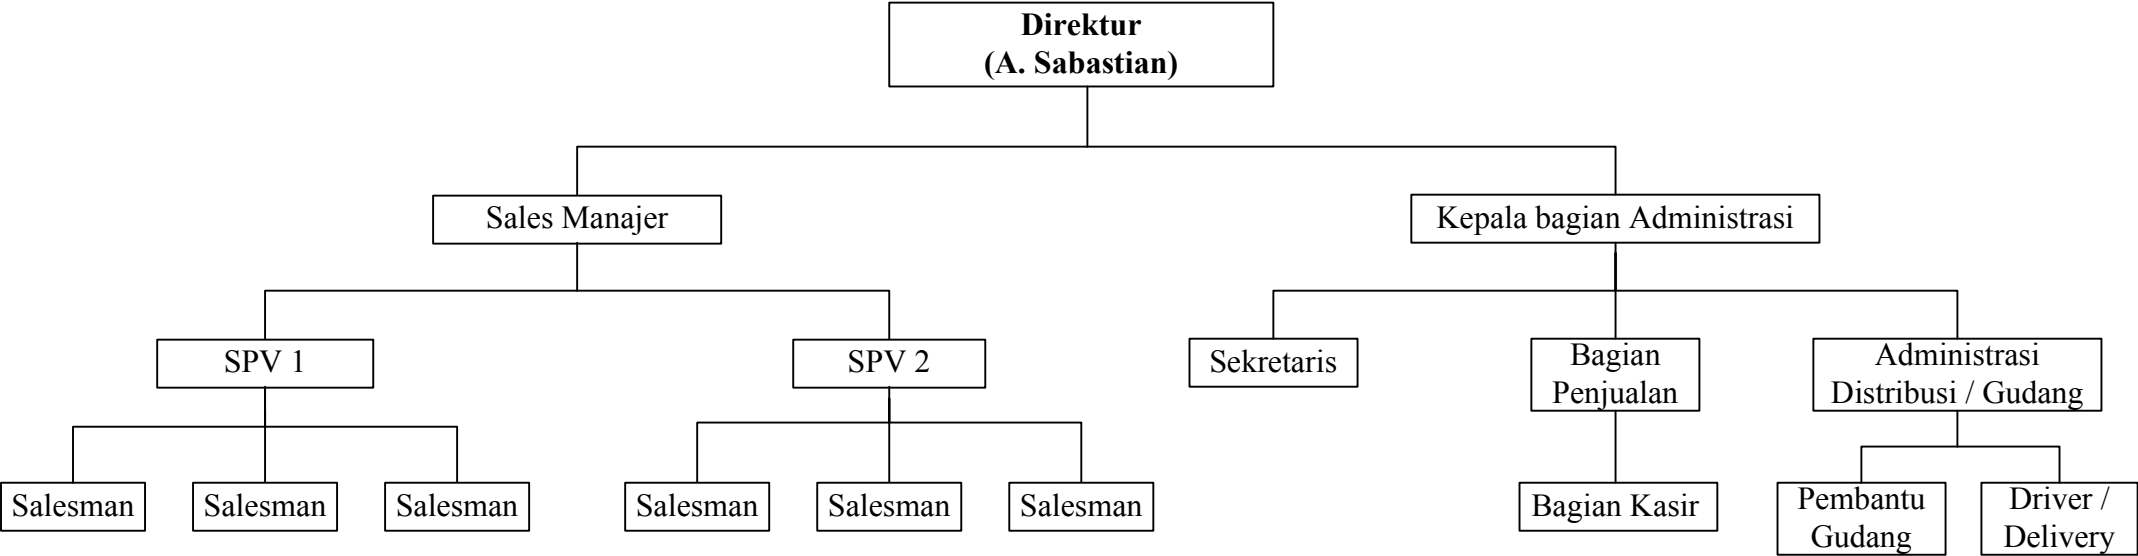 Direktur
(A. Sabastian)
Sales Manajer
Kepala bagian Administrasi
SPV 1
SPV 2
Sekretaris
Bagian
Penjualan
Administrasi
Distribusi / Gudang
Salesman
Salesman
Salesman
Salesman
Salesman
Salesman
Bagian Kasir
Pembantu
Gudang
Driver /
Delivery